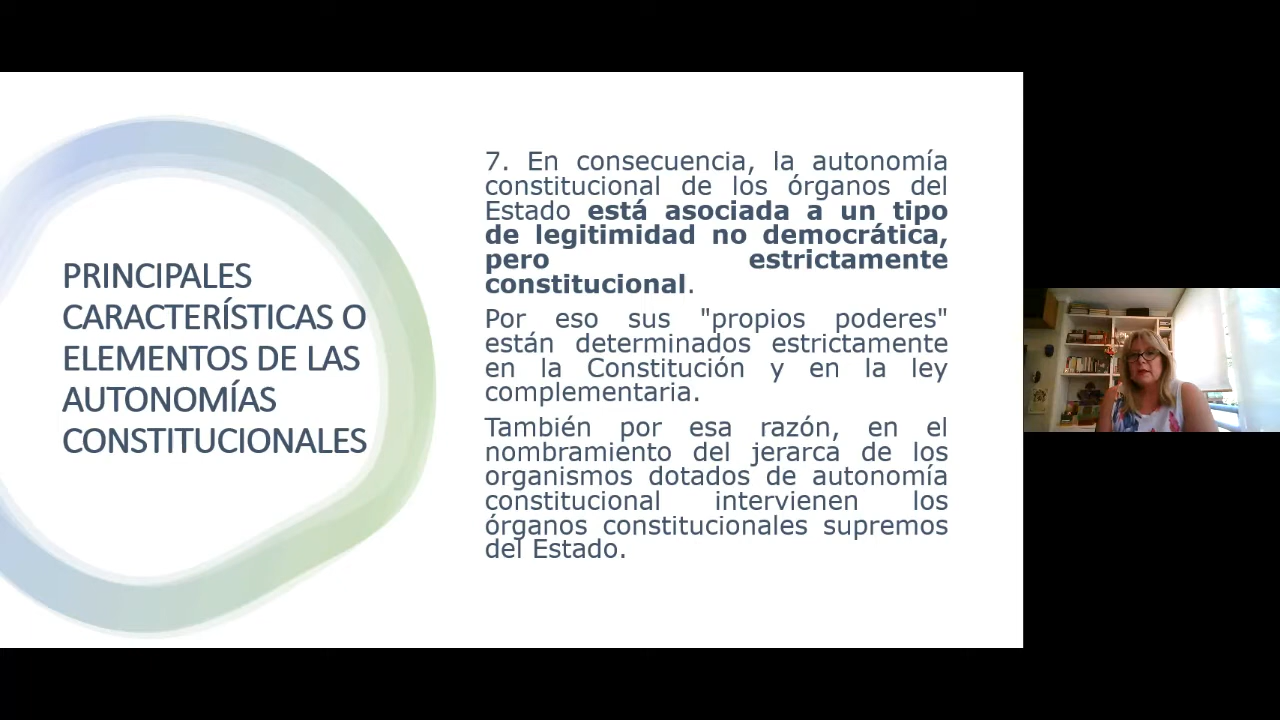 PRINCIPALES
CARACTERÍSTICAS O
ELEMENTOS DE LAS
AUTONOMÍAS
CONSTITUCIONALES
7. En consecuencia, la autonomía
constitucional de los órganos del
Estado está asociada a un tipo
de legitimidad no democrática,
pero estrictamente
constitucional.
Por eso sus "propios poderes"
están determinados estrictamente
en la Constitución y en la ley
complementaria.
También por esa razón, en el
nombramiento del jerarca de los
organismos dotados de autonomía
constitucional intervienen los
órganos constitucionales supremos
del Estado.